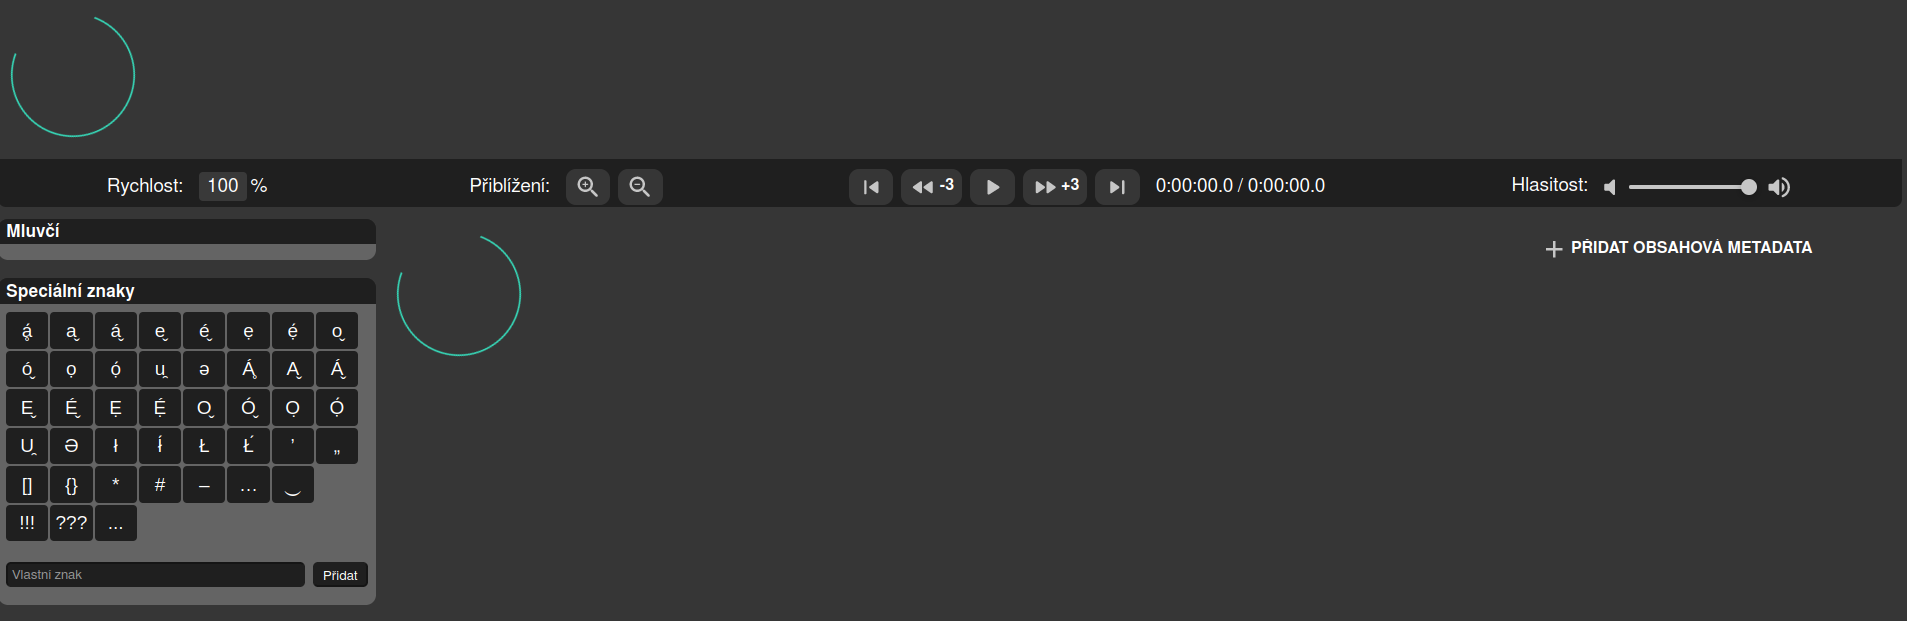 Rychlost: 100 %
Přiblížení:
-3
+3
0:00:00.0 / 0:00:00.0
Hlasitost:
Mluvčí
PŘIDAT OBSAHOVÁ METADATA
Speciální znaky
ą̊́ a̮ á̮ e̮ é̮ ẹ ẹ́ o̮
ó̮ ọ ọ́ u̯ ə Ḁ́ A̮ Á̮
E̮ É̮ Ẹ Ẹ́ O̮ Ó̮ Ọ Ọ́
U̯ Ə ł ł́ Ł Ł́ ’ „
[] {} * # – … ‿
!!! ??? ...
Vlastní znak
Přidat